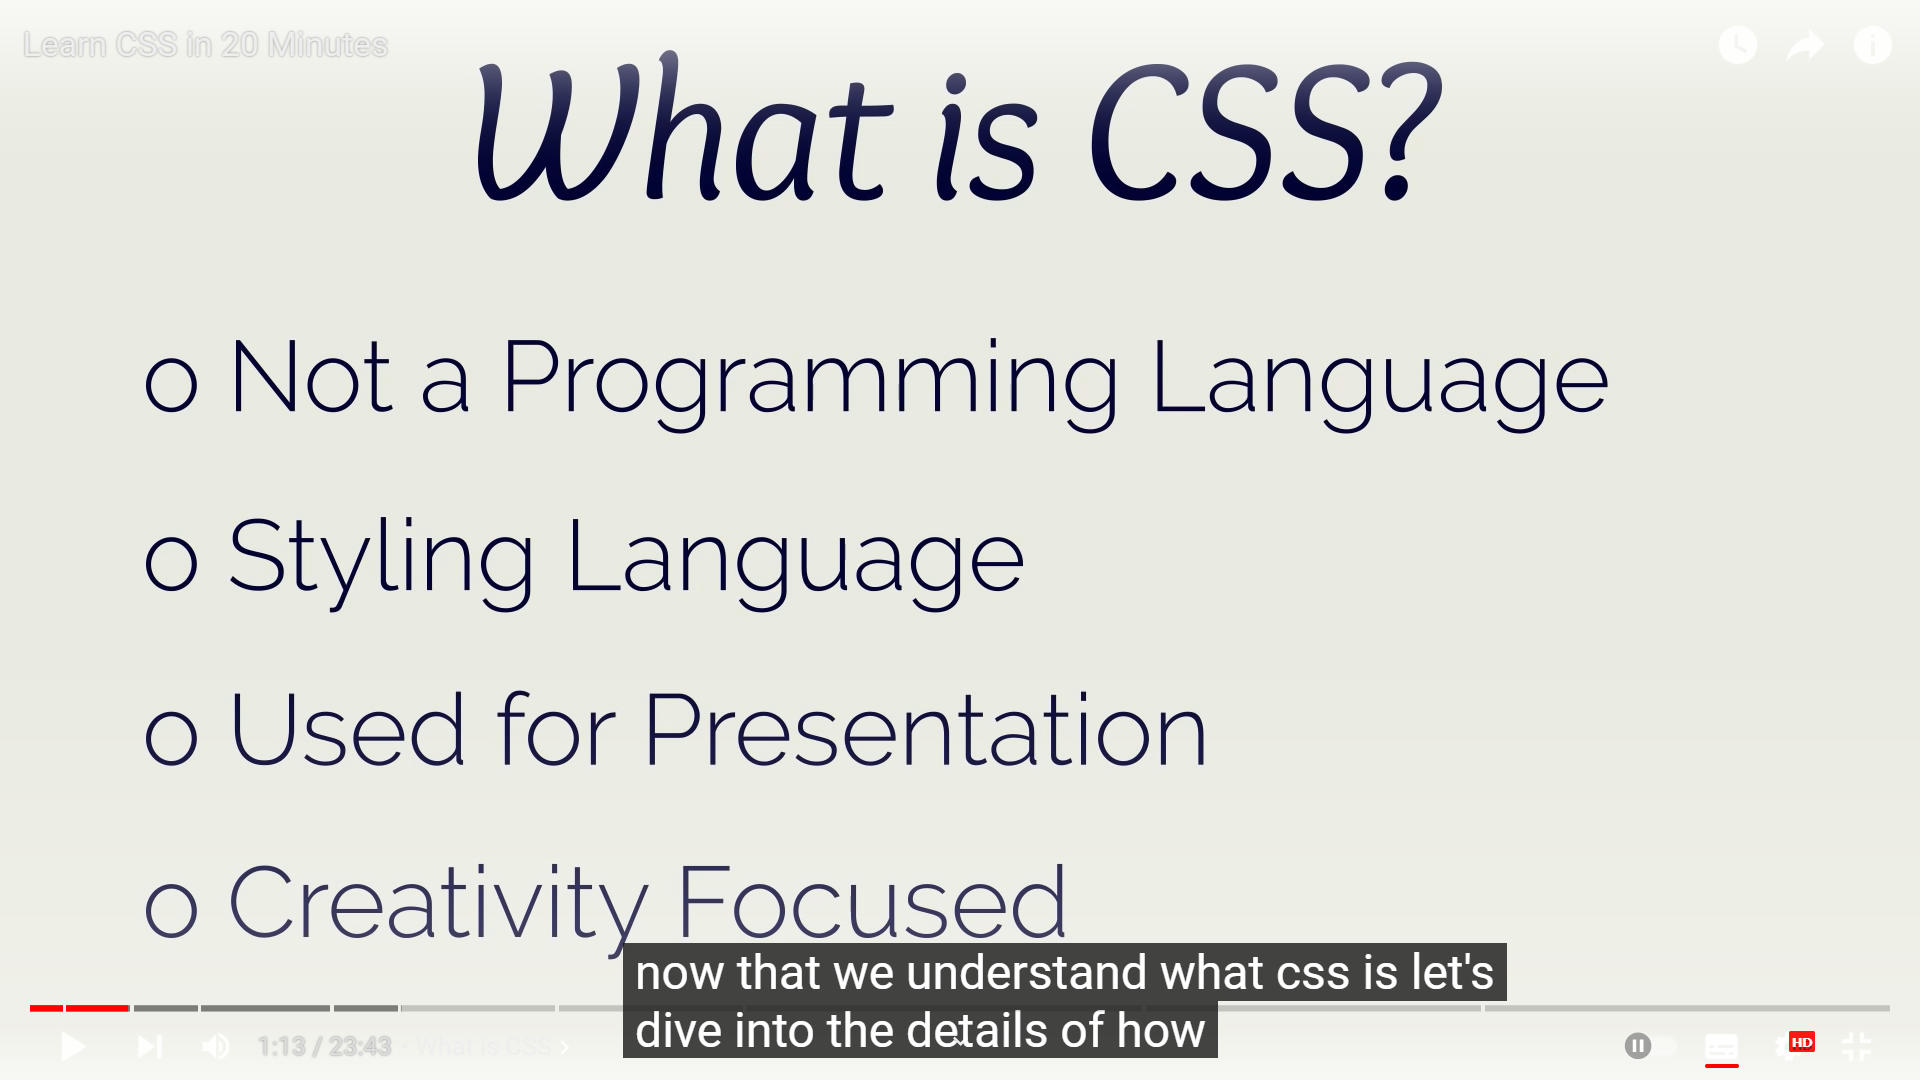 Learn CSS in 20 Minutes
What is CSS?
o Not a Programming Language
o Styling Language
o Used for Presentation
o Creativity Focused
now that we understand what css is let's
dive into the details of how
1:13 / 23:43 • What is CSS
HD